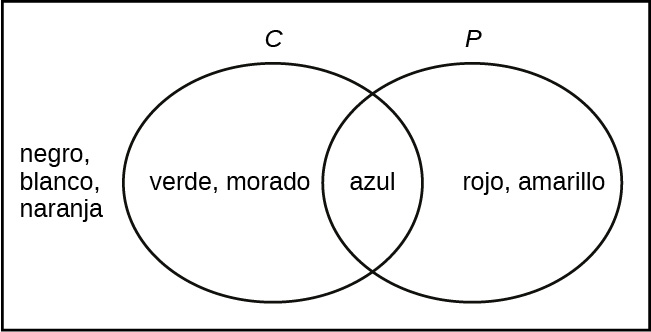 C
P
negro,
blanco,
naranja
verde, morado
azul
rojo, amarillo